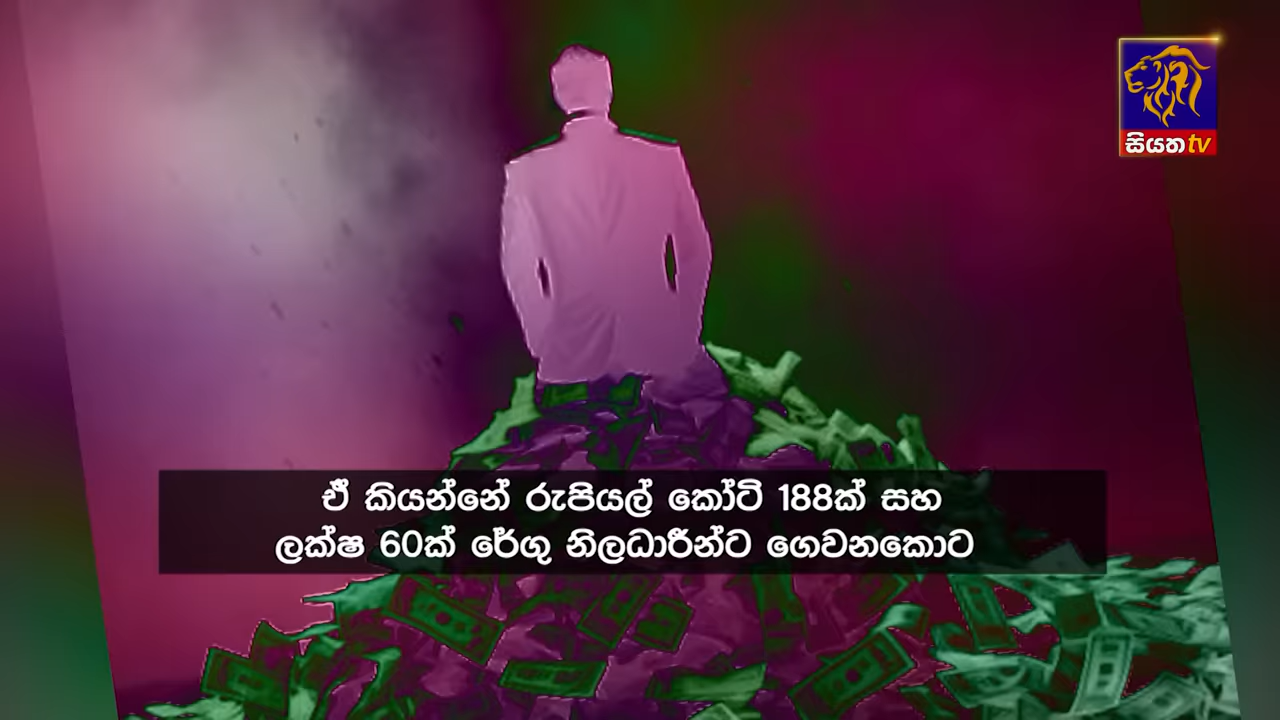 සියත tv
ඒ කියන්නේ රුපියල් කෝටි 188ක් සහ
ලක්ෂ 60ක් රේගු නිලධාරීන්ට ගෙවනකොට